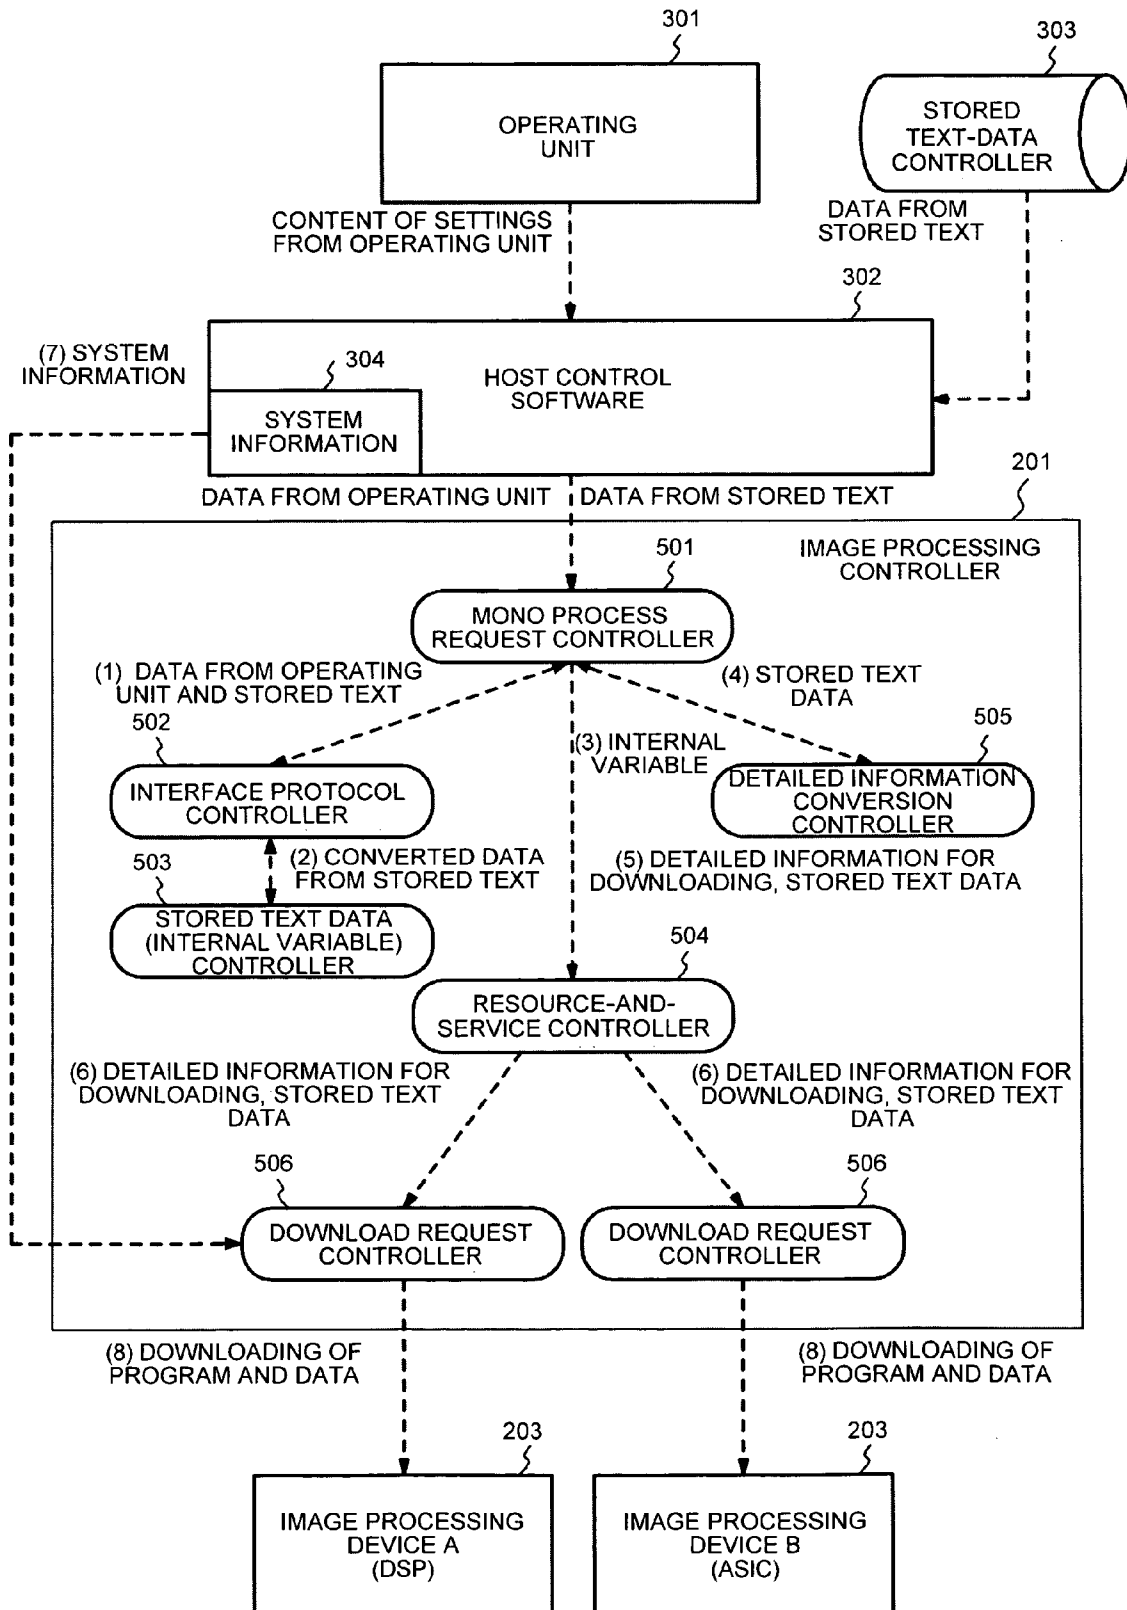 301
OPERATING
UNIT
303
STORED
TEXT-DATA
CONTROLLER
CONTENT OF SETTINGS
FROM OPERATING UNIT
DATA FROM
STORED TEXT
302
(7) SYSTEM
INFORMATION
304
HOST CONTROL
SOFTWARE
SYSTEM
INFORMATION
DATA FROM OPERATING UNIT
DATA FROM STORED TEXT
201
IMAGE PROCESSING
CONTROLLER
501
MONO PROCESS
REQUEST CONTROLLER
(1) DATA FROM OPERATING
UNIT AND STORED TEXT
(4) STORED TEXT
DATA
502
INTERFACE PROTOCOL
CONTROLLER
(3) INTERNAL
VARIABLE
505
DETAILED INFORMATION
CONVERSION
CONTROLLER
(2) CONVERTED DATA
FROM STORED TEXT
503
STORED TEXT DATA
(INTERNAL VARIABLE)
CONTROLLER
(5) DETAILED INFORMATION FOR
DOWNLOADING, STORED TEXT DATA
504
RESOURCE-AND-
SERVICE CONTROLLER
(6) DETAILED INFORMATION FOR
DOWNLOADING, STORED TEXT
DATA
(6) DETAILED INFORMATION FOR
DOWNLOADING, STORED TEXT
DATA
506
DOWNLOAD REQUEST
CONTROLLER
506
DOWNLOAD REQUEST
CONTROLLER
(8) DOWNLOADING OF
PROGRAM AND DATA
(8) DOWNLOADING OF
PROGRAM AND DATA
203
IMAGE PROCESSING
DEVICE A
(DSP)
203
IMAGE PROCESSING
DEVICE B
(ASIC)